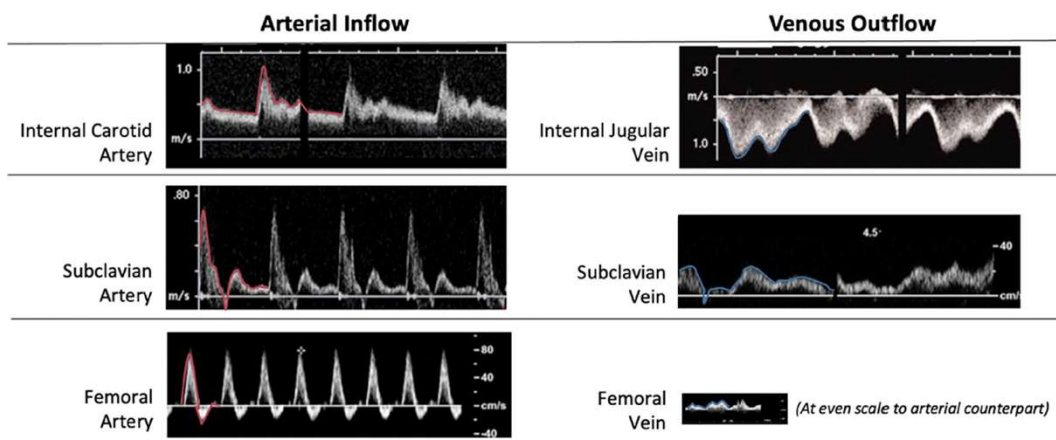 Arterial Inflow
Venous Outflow
Internal Carotid
Artery
1.0
m/s
Internal Jugular
Vein
.50
m/s
1.0
Subclavian
Artery
.80
m/s
Subclavian
Vein
4.5
40
cm/s
Femoral
Artery
80
40
cm/s
-40
Femoral
Vein
(At even scale to arterial counterpart)